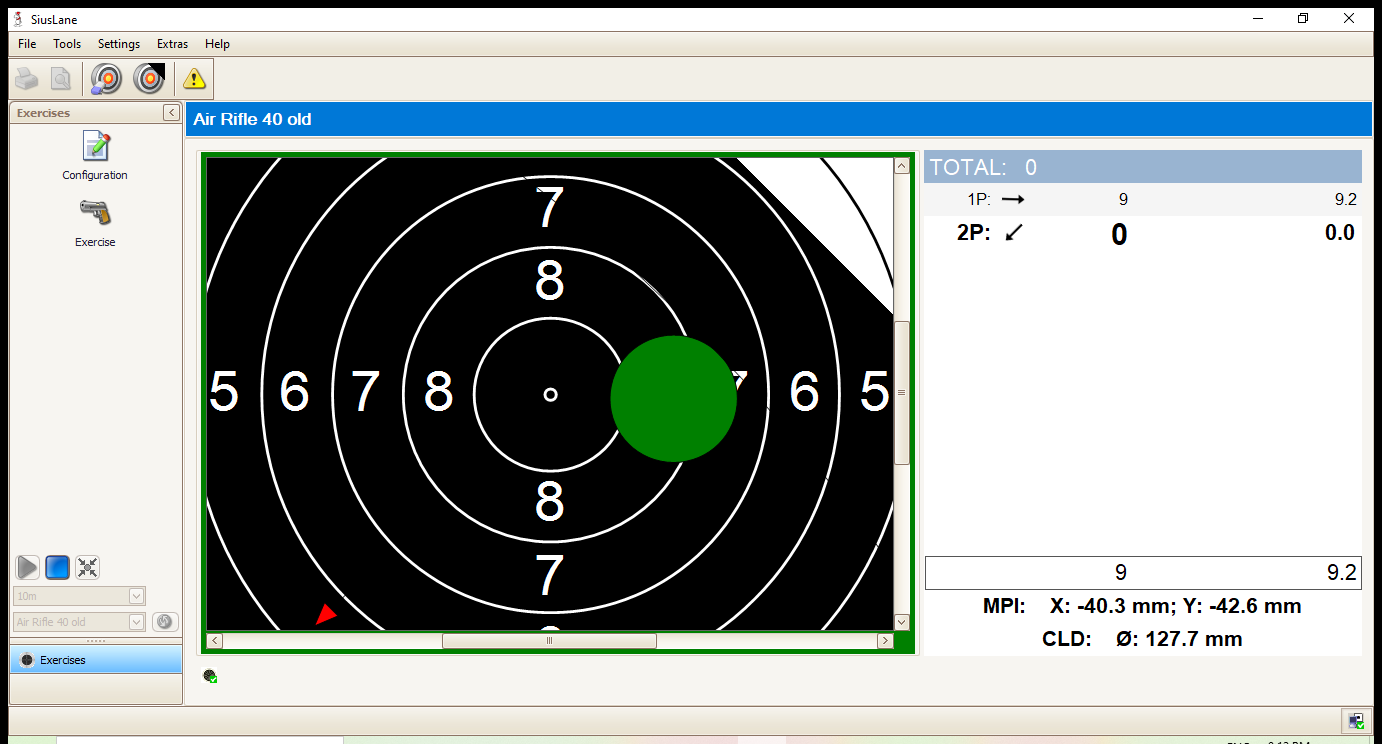 SiusLane
File Tools Settings Extras Help
Exercises
Configuration
Exercise
10m
Air Rifle 40 old
Exercises
Air Rifle 40 old
7
8
5 6 7 8 6 5
8
7
TOTAL: 0
1P: → 9 9.2
2P: ↙ 0 0.0
9 9.2
MPI: X: -40.3 mm; Y: -42.6 mm
CLD: Ø: 127.7 mm